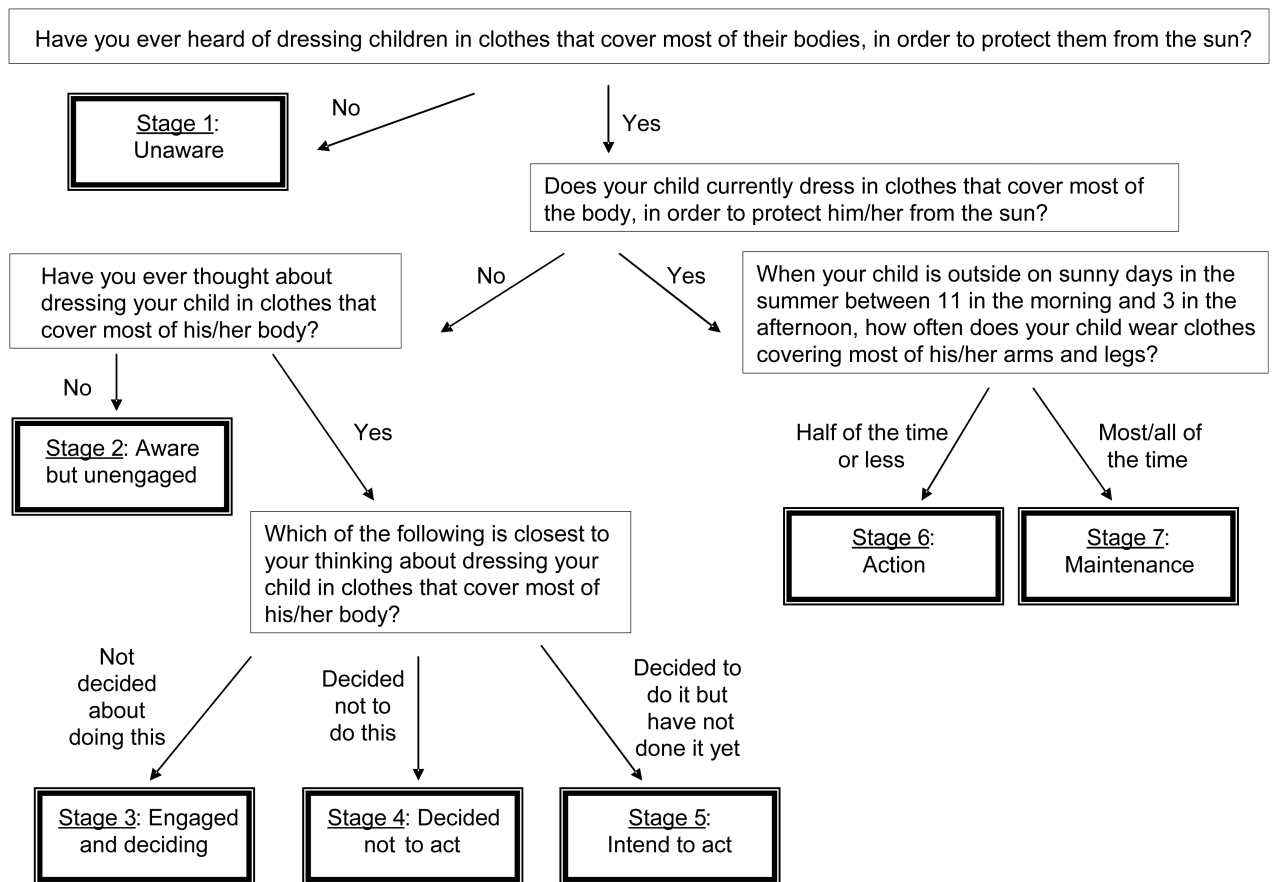 Have you ever heard of dressing children in clothes that cover most of their bodies, in order to protect them from the sun?
No
Yes
Stage 1:
Unaware
Does your child currently dress in clothes that cover most of
the body, in order to protect him/her from the sun?
No
Yes
Have you ever thought about
dressing your child in clothes that
cover most of his/her body?
When your child is outside on sunny days in the
summer between 11 in the morning and 3 in the
afternoon, how often does your child wear clothes
covering most of his/her arms and legs?
No
Yes
Stage 2: Aware
but unengaged
Half of the time
or less
Most/all of
the time
Stage 6:
Action
Stage 7:
Maintenance
Which of the following is closest to
your thinking about dressing your
child in clothes that cover most of
his/her body?
Not
decided
about
doing this
Decided
not to
do this
Decided to
do it but
have not
done it yet
Stage 3: Engaged
and deciding
Stage 4: Decided
not to act
Stage 5:
Intend to act